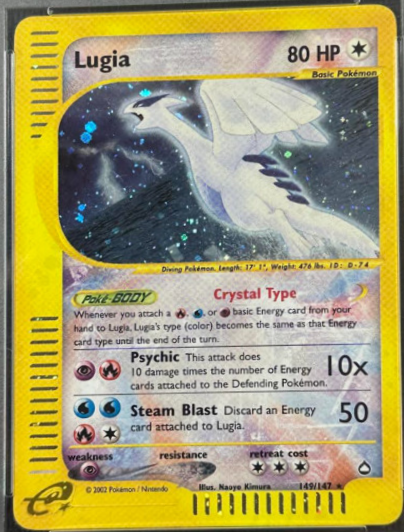 Lugia
80 HP
Basic Pokémon
Diving Pokémon. Length: 17' 1", Weight: 476 lbs. ID: D-74
Poké-BODY
Crystal Type
Whenever you attach a , or basic Energy card from your
hand to Lugia, Lugia's type (color) becomes the same as that Energy
card type until the end of the turn.
Psychic This attack does
10 damage times the number of Energy
cards attached to the Defending Pokémon.
10x
Steam Blast Discard an Energy
card attached to Lugia.
50
weakness
resistance
retreat cost
Illus. Naoyo Kimura
© 2002 Pokémon / Nintendo
149/147
e